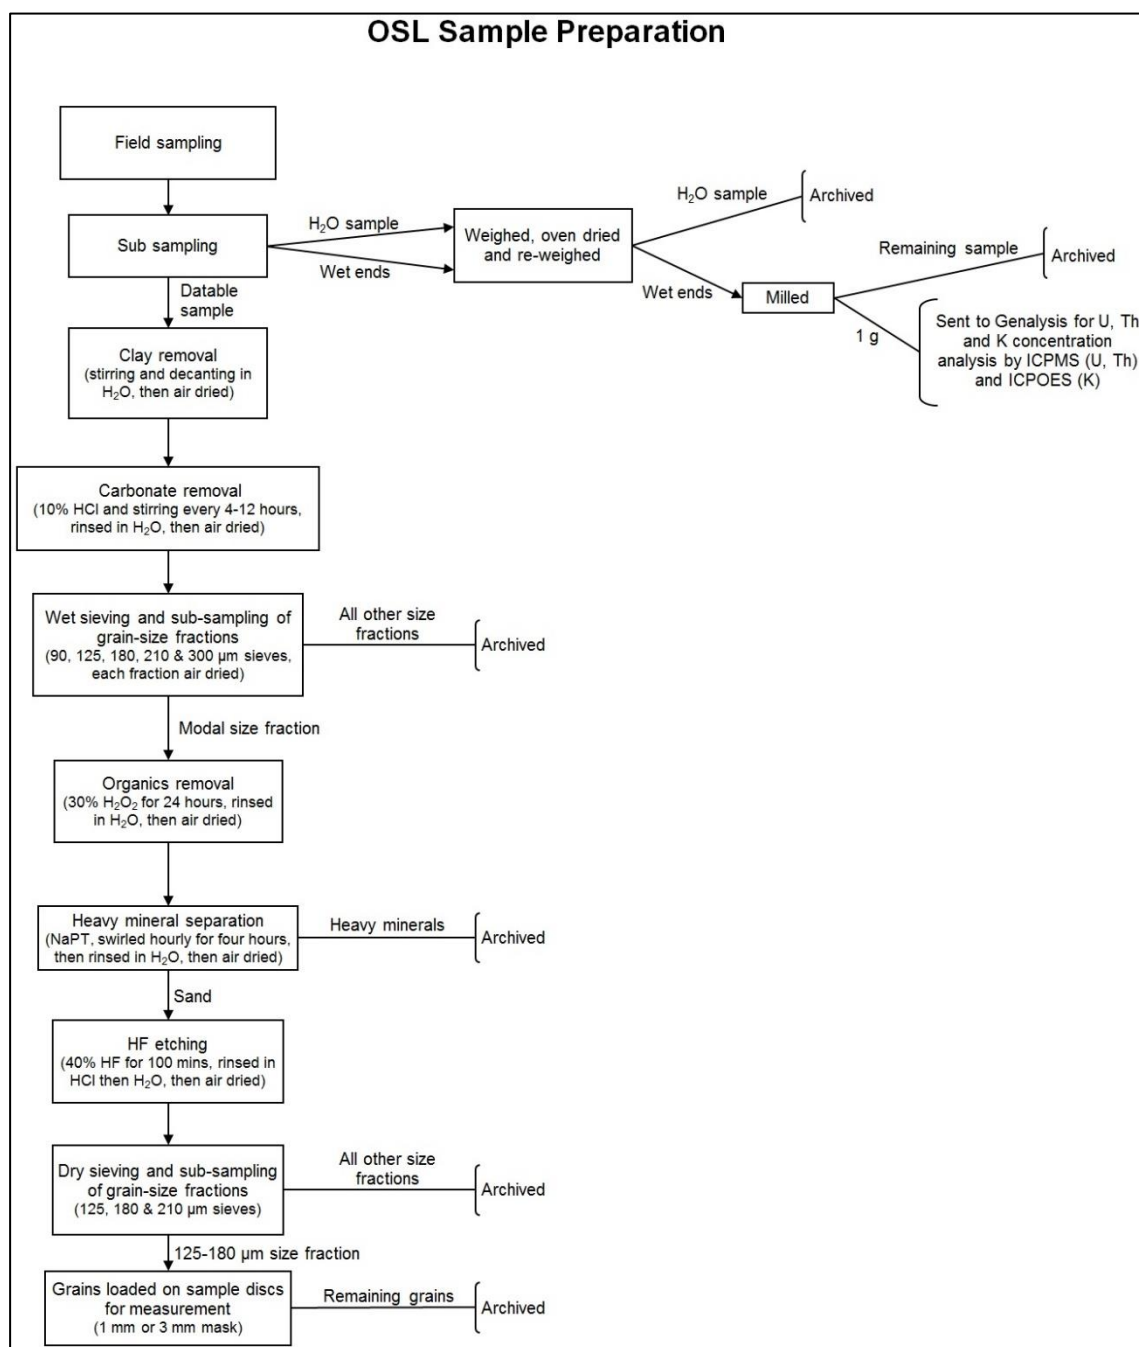 OSL Sample Preparation
Field sampling
Sub sampling
H₂O sample
Wet ends
Weighed, oven dried
and re-weighed
H₂O sample
Archived
Wet ends
Milled
Remaining sample
Archived
1 g
Sent to Genalysis for U, Th
and K concentration
analysis by ICPMS (U, Th)
and ICPOES (K)
Datable
sample
Clay removal
(stirring and decanting in
H₂O, then air dried)
Carbonate removal
(10% HCl and stirring every 4-12 hours,
rinsed in H₂O, then air dried)
Wet sieving and sub-sampling of
grain-size fractions
(90, 125, 180, 210 & 300 µm sieves,
each fraction air dried)
All other size
fractions
Archived
Modal size fraction
Organics removal
(30% H₂O₂ for 24 hours, rinsed
in H₂O, then air dried)
Heavy mineral separation
(NaPT, swirled hourly for four hours,
then rinsed in H₂O, then air dried)
Heavy minerals
Archived
Sand
HF etching
(40% HF for 100 mins, rinsed in
HCl then H₂O, then air dried)
Dry sieving and sub-sampling
of grain-size fractions
(125, 180 & 210 µm sieves)
All other size
fractions
Archived
125-180 µm size fraction
Grains loaded on sample discs
for measurement
(1 mm or 3 mm mask)
Remaining grains
Archived